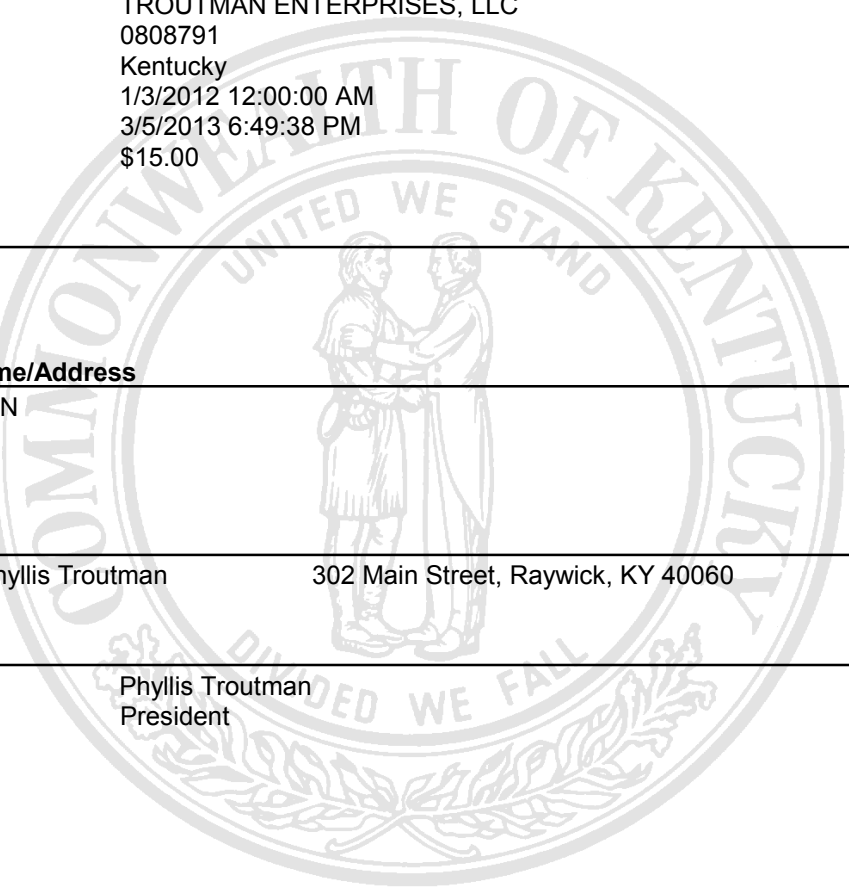 TROUTMAN ENTERPRISES, LLC
0808791
Kentucky
1/3/2012 12:00:00 AM
3/5/2013 6:49:38 PM
$15.00
COMMONWEALTH OF KENTUCKY
UNITED WE STAND
me/Address
N
hyllis Troutman 302 Main Street, Raywick, KY 40060
DIVIDED WE FALL
Phyllis Troutman
President